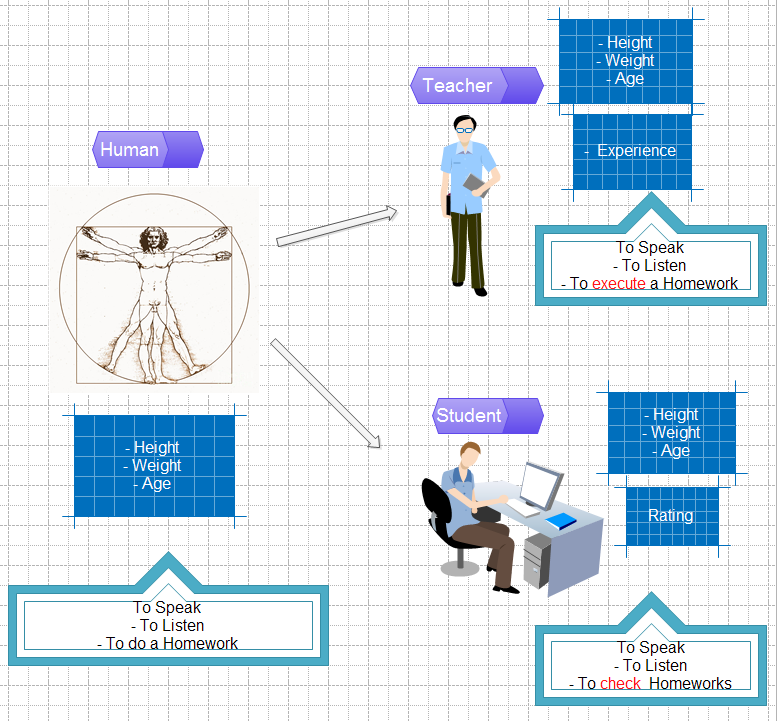 Human
- Height
- Weight
- Age
To Speak
- To Listen
- To do a Homework
Teacher
- Height
- Weight
- Age
- Experience
To Speak
- To Listen
- To execute a Homework
Student
- Height
- Weight
- Age
Rating
To Speak
- To Listen
- To check Homeworks